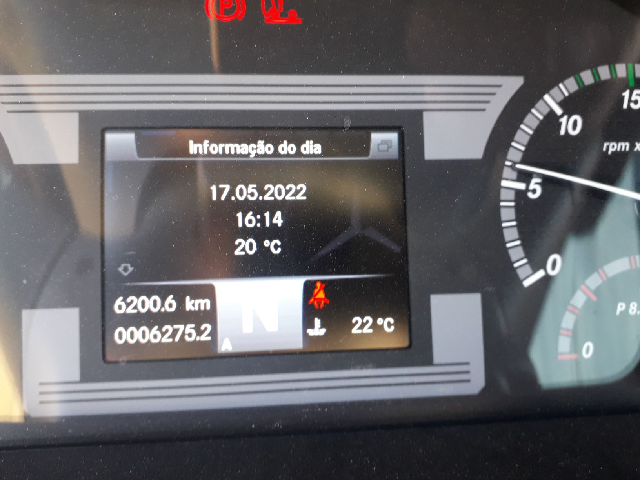 P
Informação do dia
17.05.2022
16:14
20 °C
6200.6 km
0006275.2
N
A
22 °C
15
10
rpm x
5
0
P 8.
0